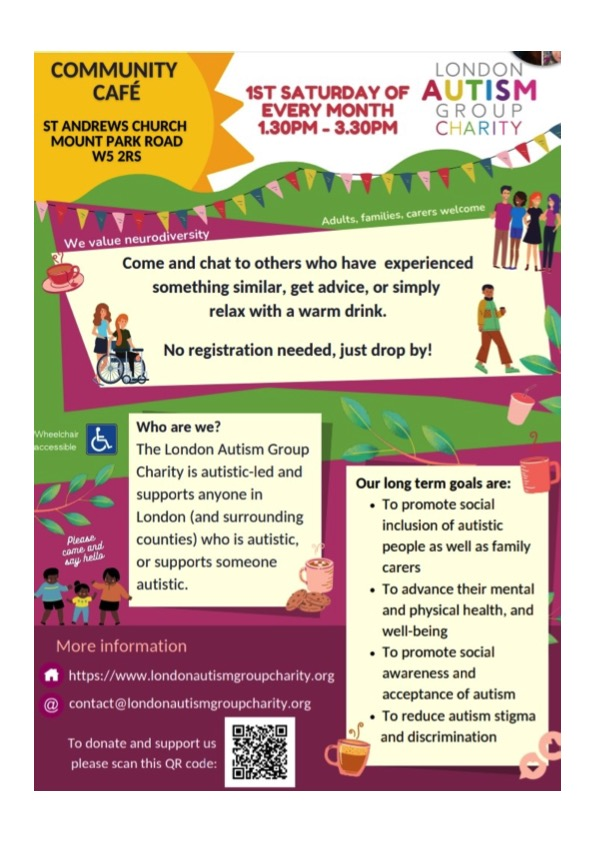 COMMUNITY
CAFÉ
ST ANDREWS CHURCH
MOUNT PARK ROAD
W5 2RS
1ST SATURDAY OF
EVERY MONTH
1.30PM - 3.30PM
LONDON
AUTISM
GROUP
CHARITY
We value neurodiversity
Adults, families, carers welcome
Come and chat to others who have experienced
something similar, get advice, or simply
relax with a warm drink.
No registration needed, just drop by!
Wheelchair
accessible
Who are we?
The London Autism Group
Charity is autistic-led and
supports anyone in
London (and surrounding
counties) who is autistic,
or supports someone
autistic.
Please
come and
say hello
Our long term goals are:
• To promote social
inclusion of autistic
people as well as family
carers
• To advance their mental
and physical health, and
well-being
• To promote social
awareness and
acceptance of autism
• To reduce autism stigma
and discrimination
More information
https://www.londonautismgroupcharity.org
@ contact@londonautismgroupcharity.org
To donate and support us
please scan this QR code: